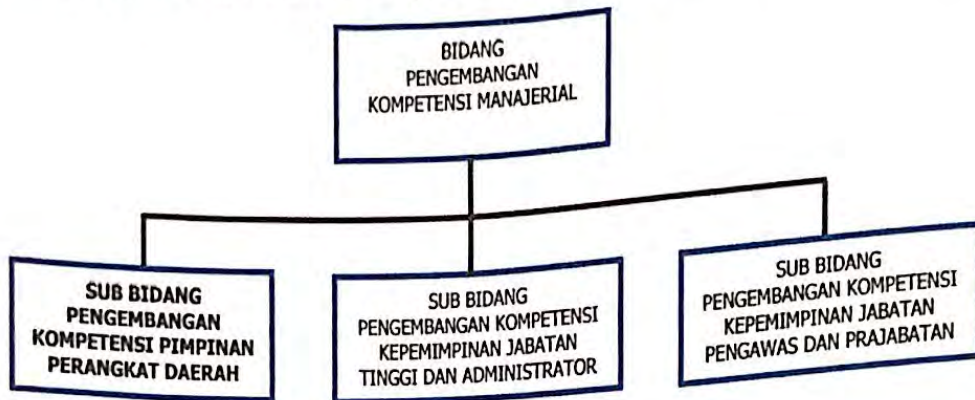 BIDANG
PENGEMBANGAN
KOMPETENSI MANAJERIAL
SUB BIDANG
PENGEMBANGAN
KOMPETENSI PIMPINAN
PERANGKAT DAERAH
SUB BIDANG
PENGEMBANGAN KOMPETENSI
KEPEMIMPINAN JABATAN
TINGGI DAN ADMINISTRATOR
SUB BIDANG
PENGEMBANGAN KOMPETENSI
KEPEMIMPINAN JABATAN
PENGAWAS DAN PRAJABATAN